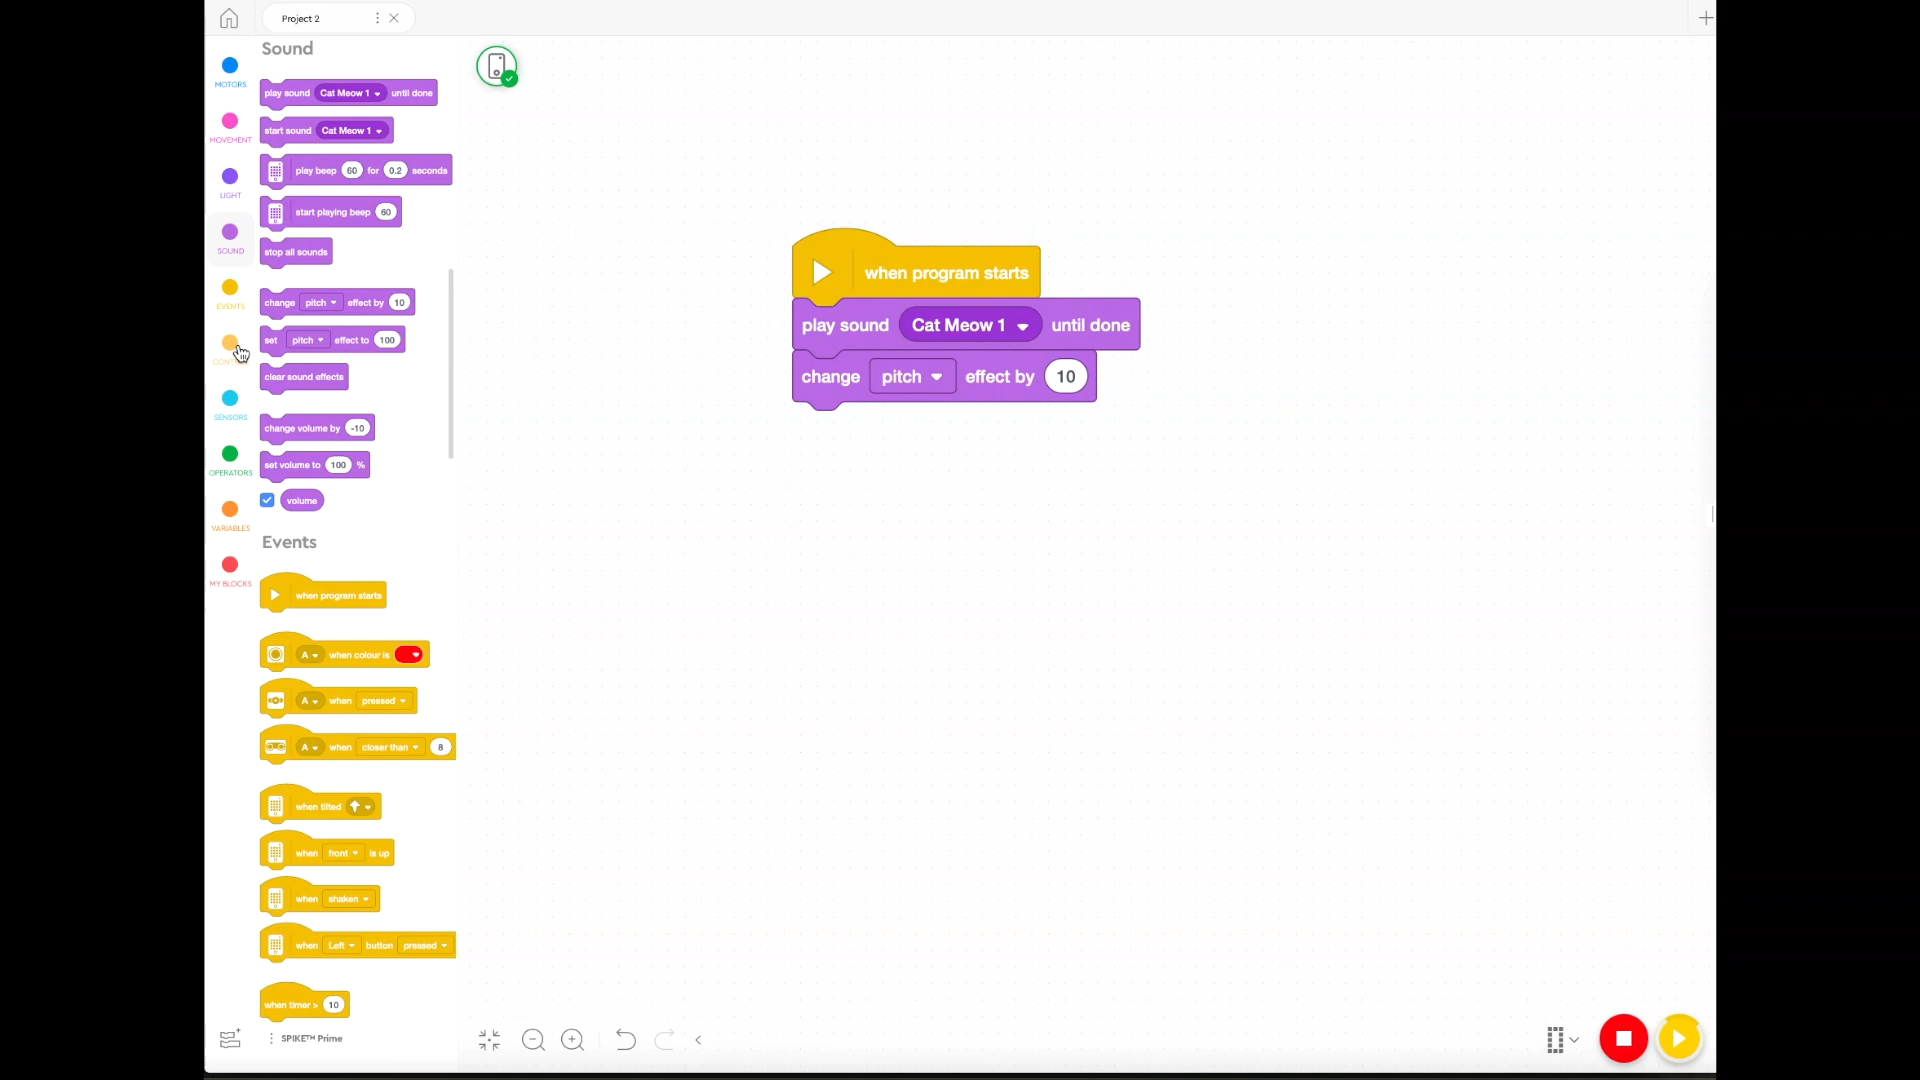 Project 2
Sound
MOTORS
play sound Cat Meow 1 until done
start sound Cat Meow 1
MOVEMENT
play beep 60 for 0.2 seconds
LIGHT
start playing beep 60
SOUND
stop all sounds
EVENTS
change pitch effect by 10
set pitch effect to 100
clear sound effects
SENSORS
change volume by -10
set volume to 100 %
OPERATORS
volume
VARIABLES
Events
MY BLOCKS
when program starts
A when colour is
A when pressed
A when closer than 8
when tilted
when front is up
when shaken
when Left button pressed
when timer > 10
SPIKE™ Prime
when program starts
play sound Cat Meow 1 until done
change pitch effect by 10